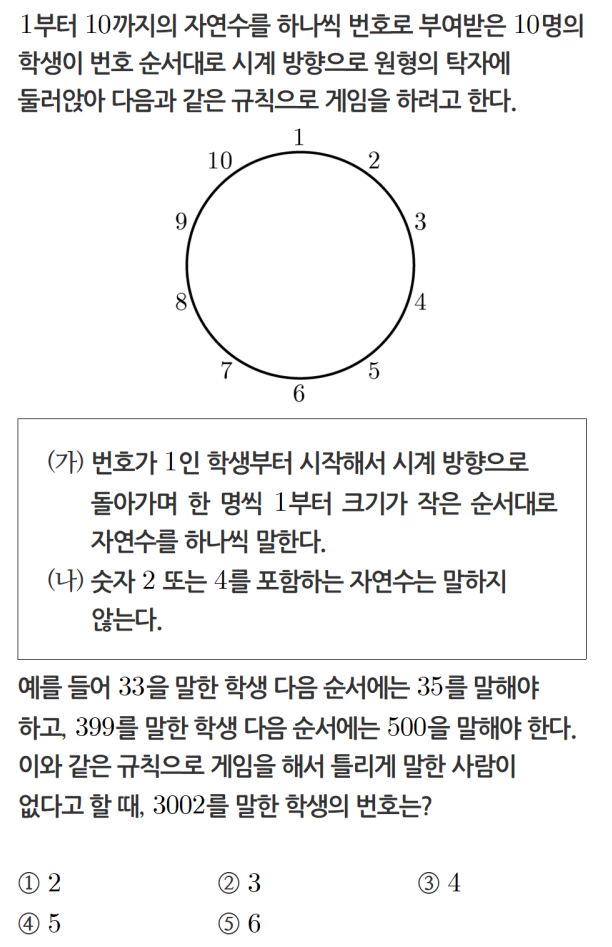 1부터 10까지의 자연수를 하나씩 번호로 부여받은 10명의
학생이 번호 순서대로 시계 방향으로 원형의 탁자에
둘러앉아 다음과 같은 규칙으로 게임을 하려고 한다.
1
10 2
9 3
8 4
7 5
6
(가) 번호가 1인 학생부터 시작해서 시계 방향으로
돌아가며 한 명씩 1부터 크기가 작은 순서대로
자연수를 하나씩 말한다.
(나) 숫자 2 또는 4를 포함하는 자연수는 말하지
않는다.
예를 들어 33을 말한 학생 다음 순서에는 35를 말해야
하고, 399를 말한 학생 다음 순서에는 500을 말해야 한다.
이와 같은 규칙으로 게임을 해서 틀리게 말한 사람이
없다고 할 때, 3002를 말한 학생의 번호는?
① 2 ② 3 ③ 4
④ 5 ⑤ 6